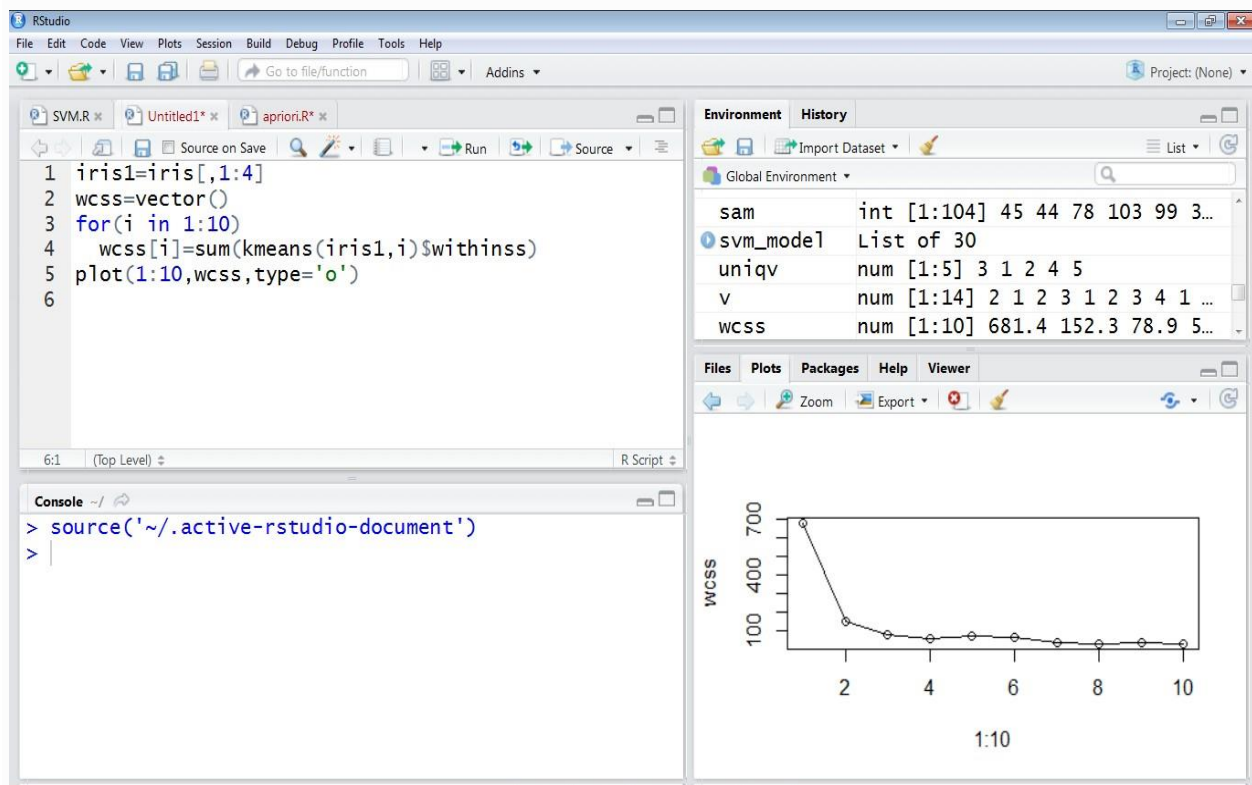 RStudio
File Edit Code View Plots Session Build Debug Profile Tools Help
Go to file/function Addins Project: (None)
SVM.R Untitled1* apriori.R*
Source on Save Run Source
1 iris1=iris[,1:4]
2 wcss=vector()
3 for(i in 1:10)
4 wcss[i]=sum(kmeans(iris1,i)$withinss)
5 plot(1:10,wcss,type='o')
6
6:1 (Top Level) R Script
Console ~/
> source('~/.active-rstudio-document')
>
Environment History
Import Dataset List
Global Environment
sam int [1:104] 45 44 78 103 99 3…
svm_model List of 30
uniqv num [1:5] 3 1 2 4 5
v num [1:14] 2 1 2 3 1 2 3 4 1 …
wcss num [1:10] 681.4 152.3 78.9 5…
Files Plots Packages Help Viewer
Zoom Export
wcss
700
400
100
2 4 6 8 10
1:10